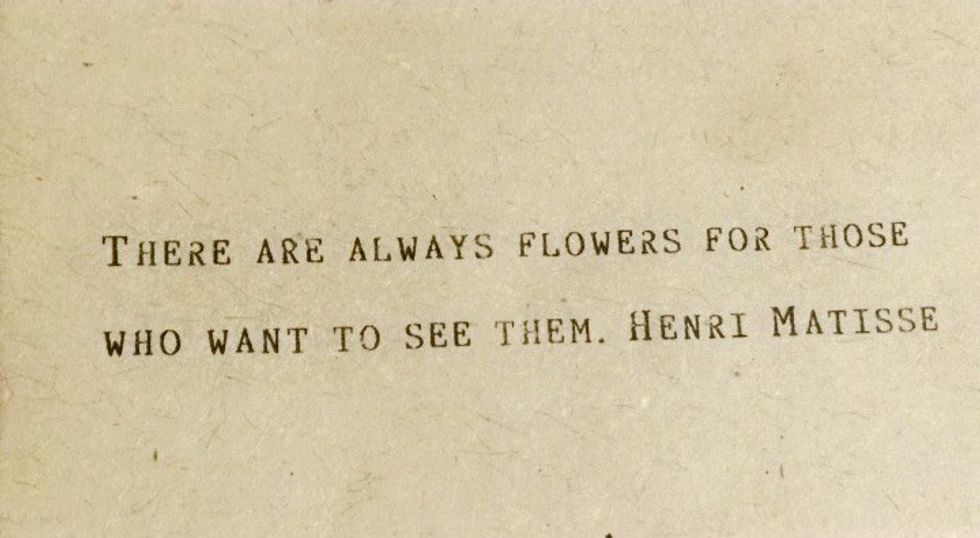 There are always flowers for those
who want to see them. Henri Matisse